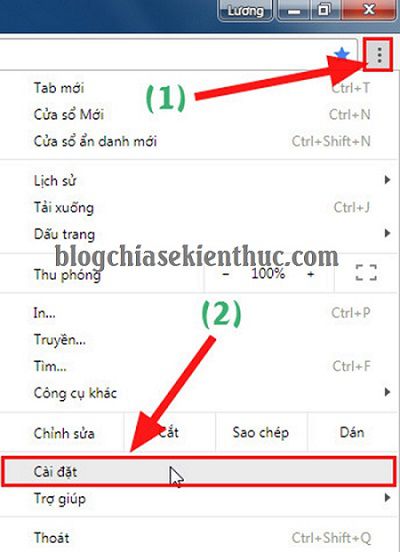 Lương
(1)
Tab mới Ctrl+T
Cửa sổ Mới Ctrl+N
Cửa sổ ẩn danh mới Ctrl+Shift+N
Lịch sử
Tải xuống Ctrl+J
Dấu trang
blogchiasekienthuc.com
Thu phóng - 100% +
(2)
In... Ctrl+P
Truyền...
Tìm... Ctrl+F
Công cụ khác
Chỉnh sửa Cắt Sao chép Dán
Cài đặt
Trợ giúp
Thoát Ctrl+Shift+Q